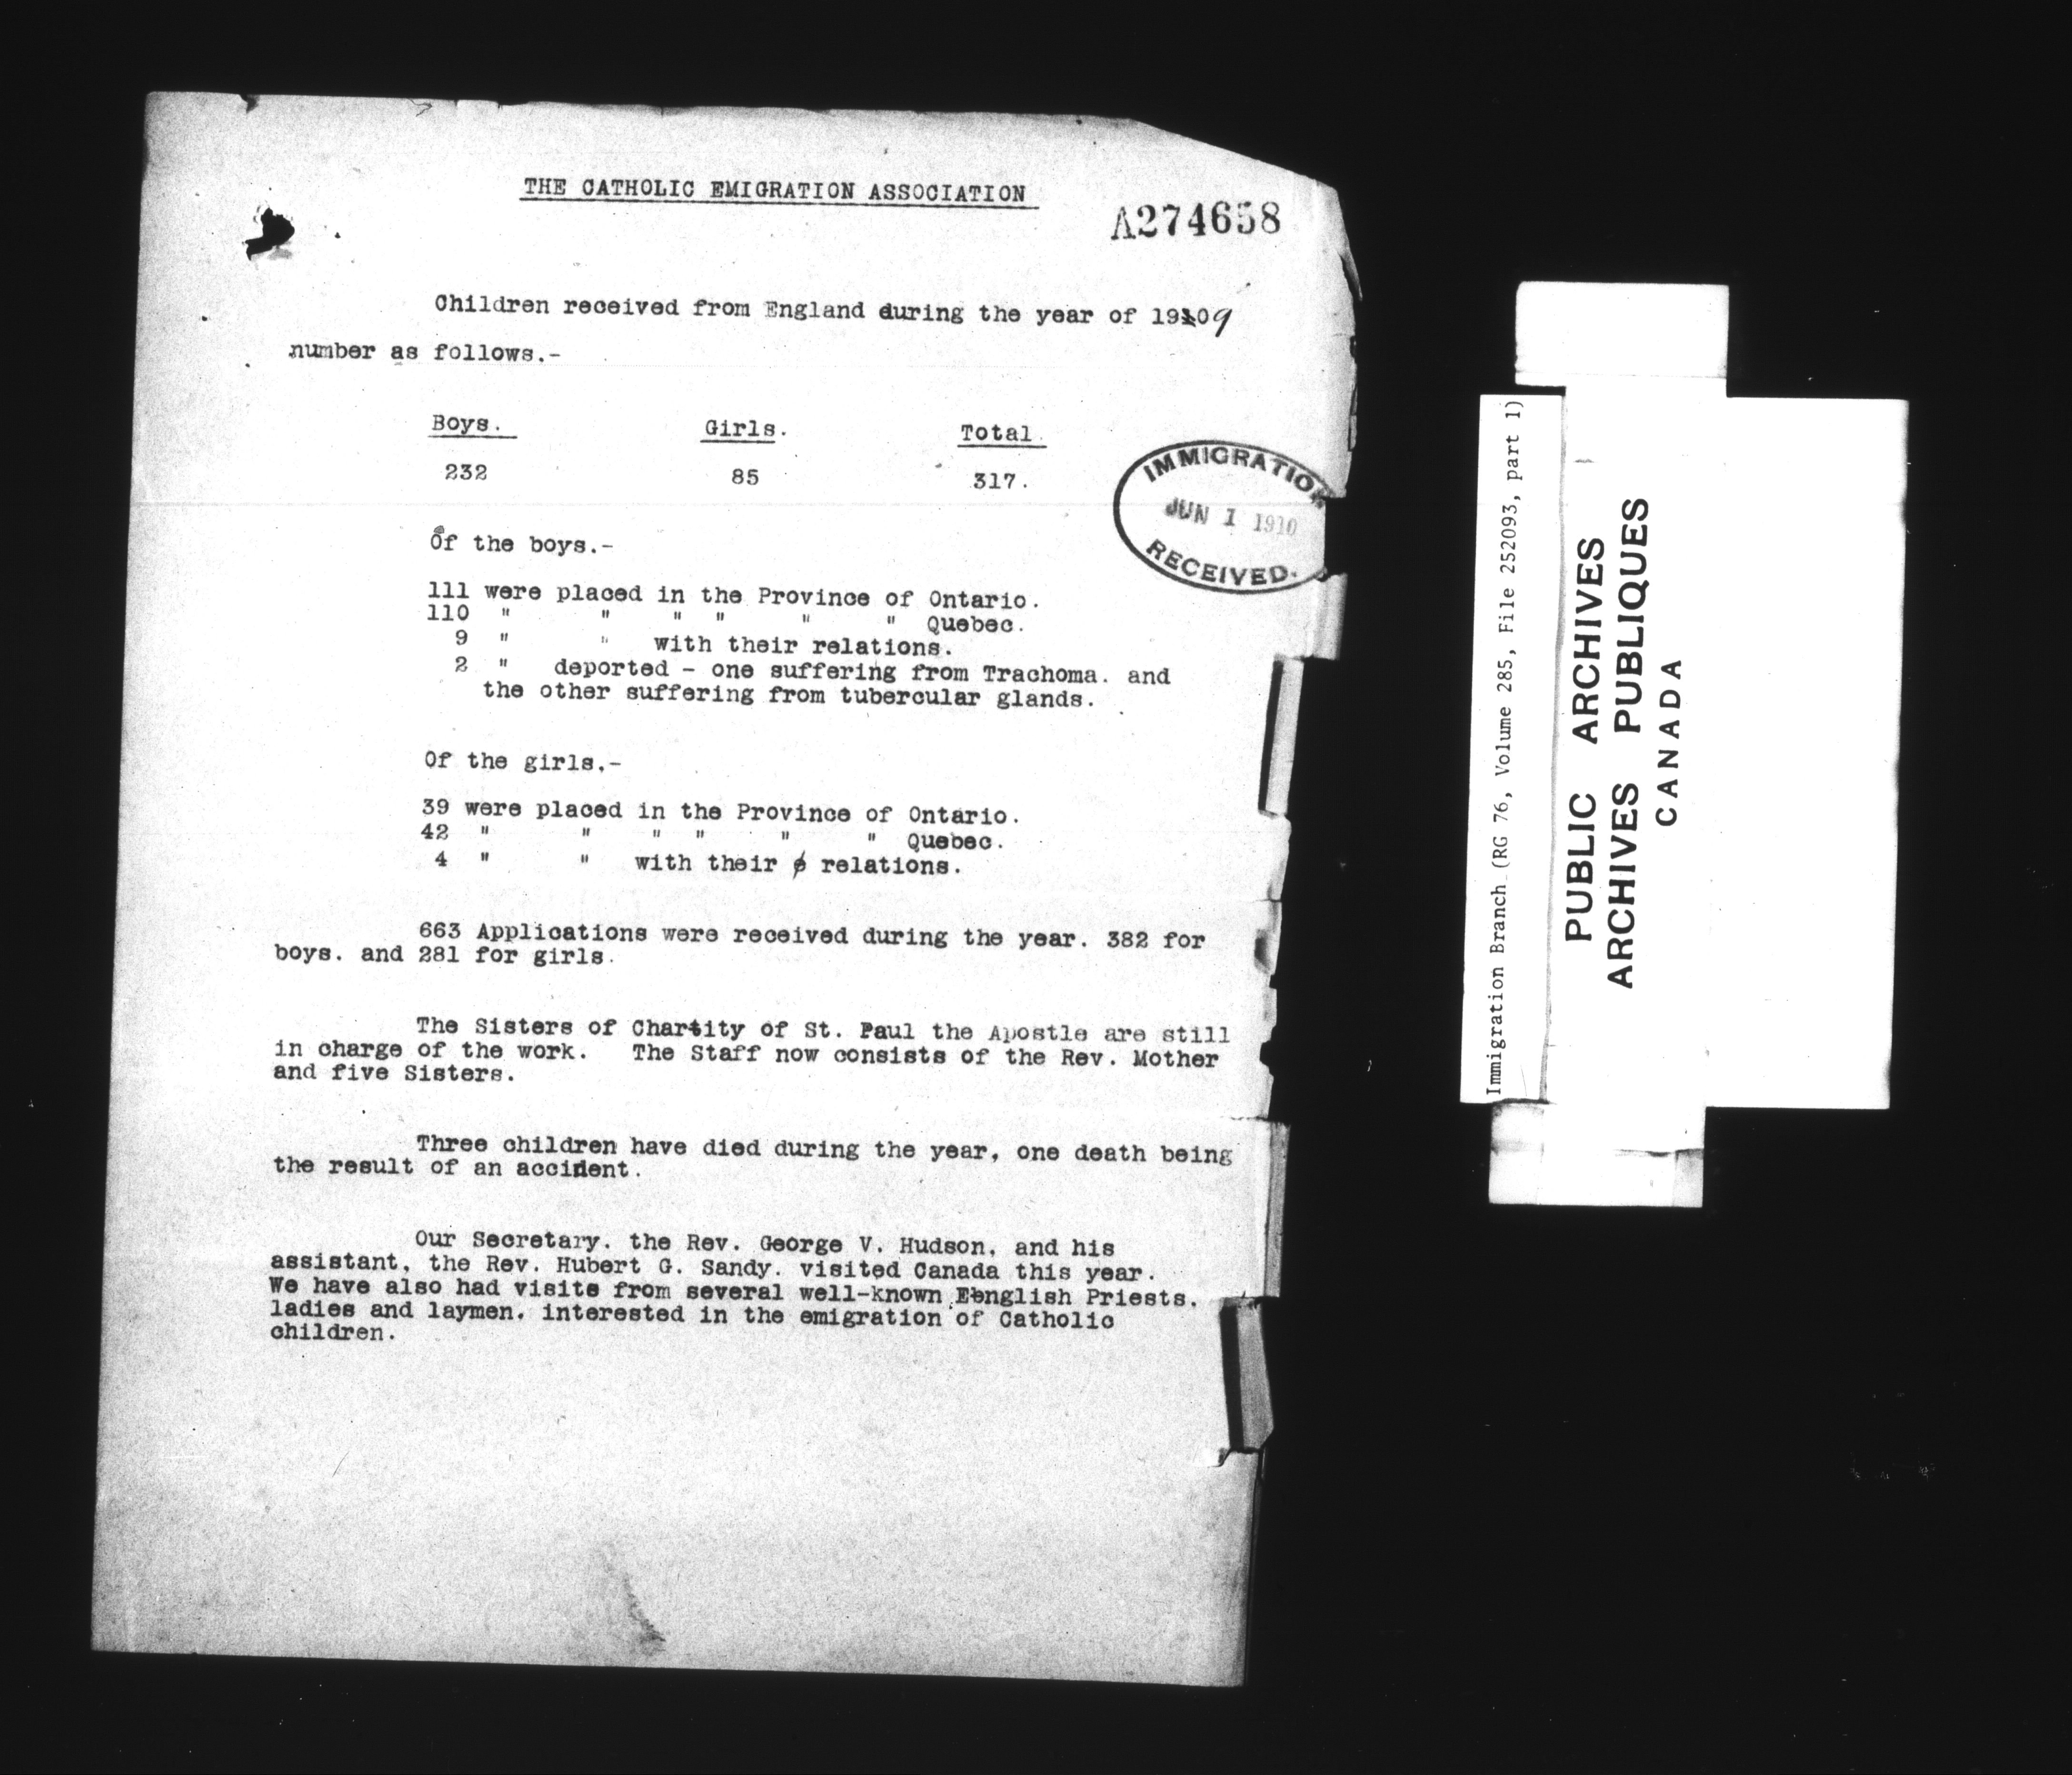 THE CATHOLIC EMIGRATION ASSOCIATION
A274658
Children received from England during the year of 19109
number as follows.-
Boys. Girls. Total.
232 85 317.
IMMIGRATION
JUN 1 1910
RECEIVED.
Of the boys.-
111 were placed in the Province of Ontario.
110 " " " " " " Quebec.
9 " " with their relations.
2 " deported - one suffering from Trachoma. and
the other suffering from tubercular glands.
Of the girls.-
39 were placed in the Province of Ontario.
42 " " " " " " Quebec.
4 " " with their relations.
663 Applications were received during the year. 382 for
boys. and 281 for girls.
The Sisters of Chartity of St. Paul the Apostle are still
in charge of the work. The Staff now consists of the Rev. Mother
and five Sisters.
Three children have died during the year, one death being
the result of an accident.
Our Secretary. the Rev. George V. Hudson, and his
assistant, the Rev. Hubert G. Sandy. visited Canada this year.
We have also had visits from several well-known Ebnglish Priests.
ladies and laymen. interested in the emigration of Catholic
children.
Immigration Branch (RG 76, Volume 285, File 252093, part 1)
PUBLIC ARCHIVES
ARCHIVES PUBLIQUES
CANADA